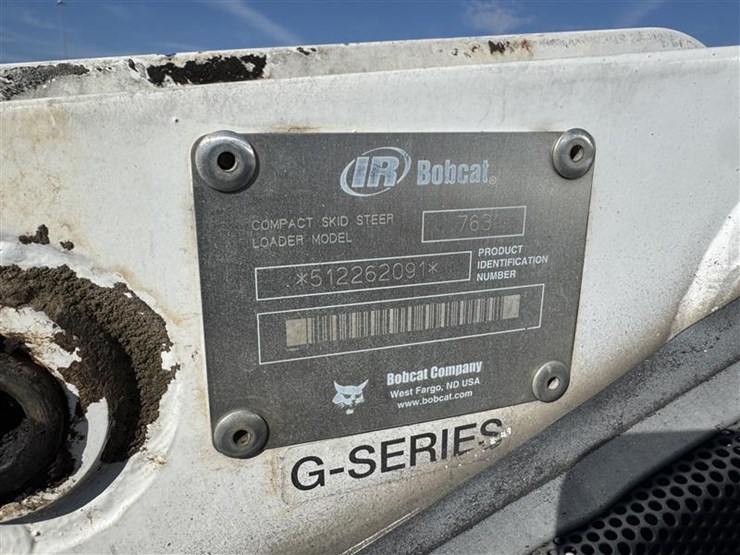 IR Bobcat®
COMPACT SKID STEER
LOADER MODEL
763
PRODUCT
IDENTIFICATION
NUMBER
*512262091*
Bobcat Company
West Fargo, ND USA
www.bobcat.com
G-SERIES